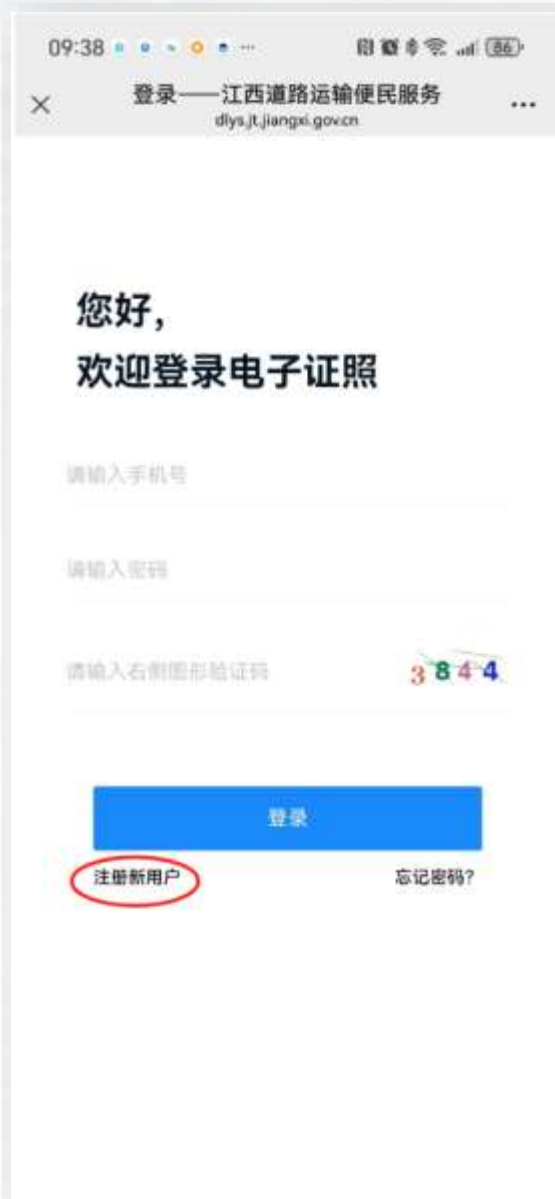 09:38
86
登录——江西道路运输便民服务
dlys.jt.jiangxi.gov.cn
您好,
欢迎登录电子证照
请输入手机号
请输入密码
请输入右侧图形验证码
3844
登录
注册新用户
忘记密码?